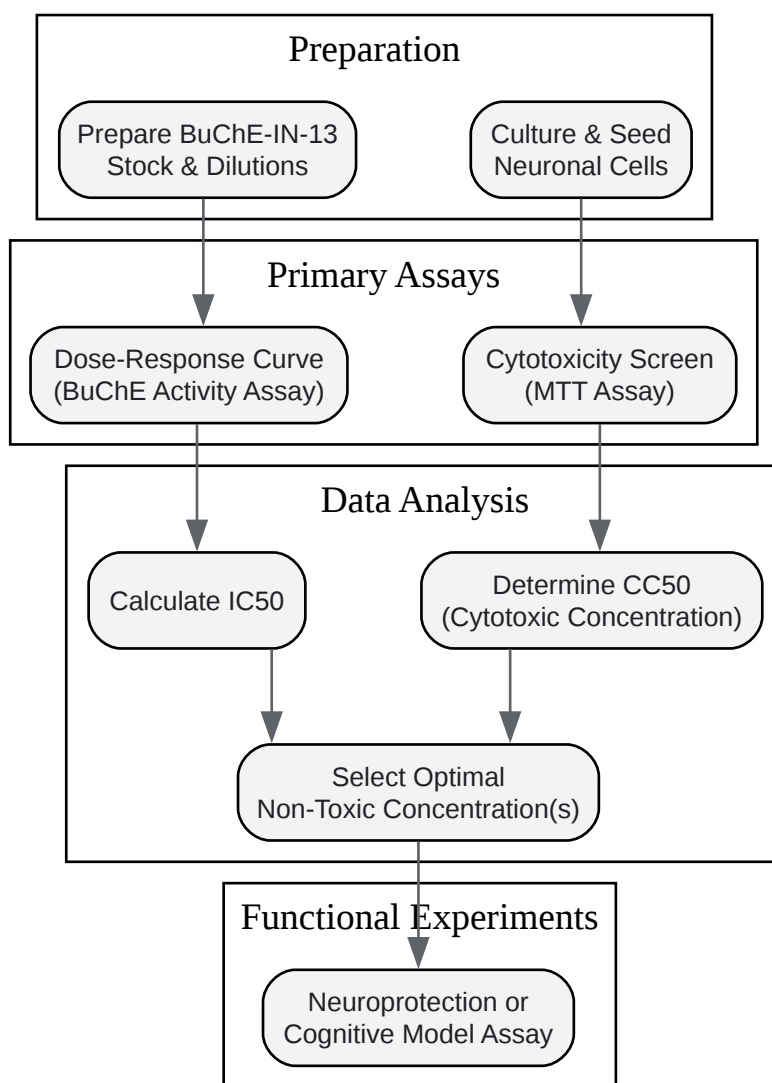 Preparation
Prepare BuChE-IN-13
Stock & Dilutions
Culture & Seed
Neuronal Cells
Primary Assays
Dose-Response Curve
(BuChE Activity Assay)
Cytotoxicity Screen
(MTT Assay)
Data Analysis
Calculate IC50
Determine CC50
(Cytotoxic Concentration)
Select Optimal
Non-Toxic Concentration(s)
Functional Experiments
Neuroprotection or
Cognitive Model Assay